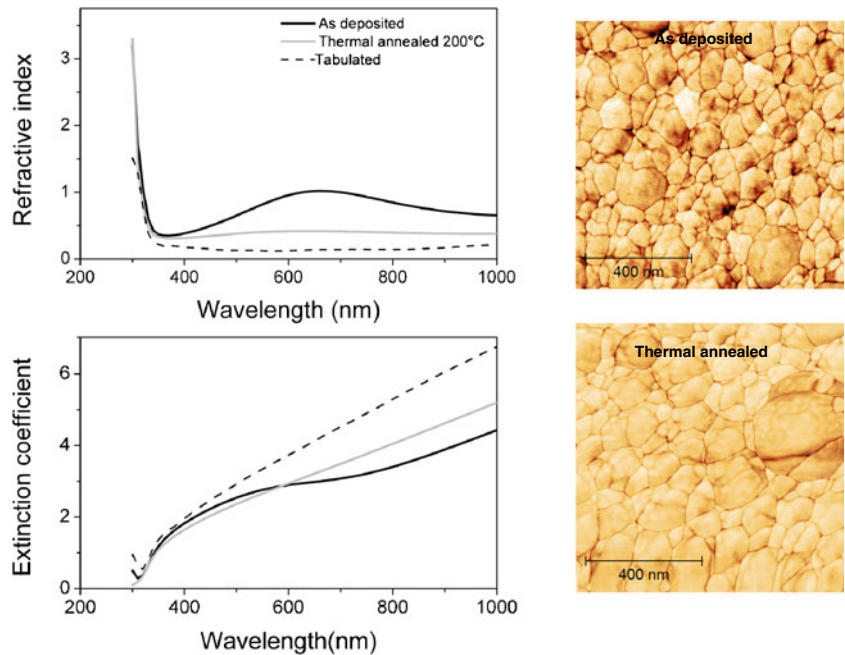 As deposited
Thermal annealed 200°C
Tabulated
3
2
1
0
200 400 600 800 1000
Refractive index
Wavelength (nm)
As deposited
400 nm
6
4
2
0
200 400 600 800 1000
Extinction coefficient
Wavelength(nm)
Thermal annealed
400 nm